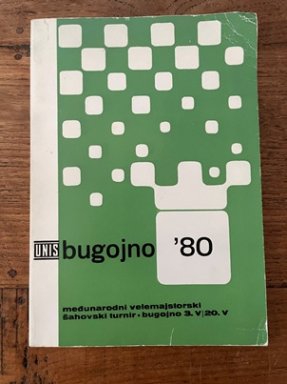 UNIS bugojno '80
međunarodni velemajstorski
šahovski turnir • bugojno 3. V/20. V